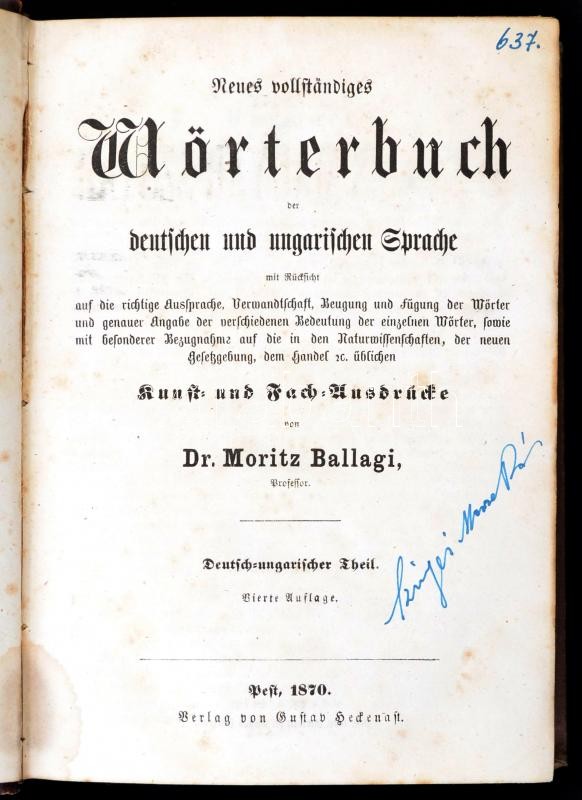 637.
Neues vollständiges
Wörterbuch
der
deutschen und ungarischen Sprache
mit Rücksicht
auf die richtige Aussprache, Verwandtschaft, Beugung und Fügung der Wörter
und genauer Angabe der verschiedenen Bedeutung der einzelnen Wörter, sowie
mit besonderer Bezugnahme auf die in den Naturwissenschaften, der neuen
Gesetzgebung, dem Handel ꝛc. üblichen
Kunst- und Fach-Ausdrücke
von
Dr. Moritz Ballagi,
Professor.
Deutsch-ungarischer Theil.
Vierte Auflage.
Pest, 1870.
Verlag von Gustav Heckenast.